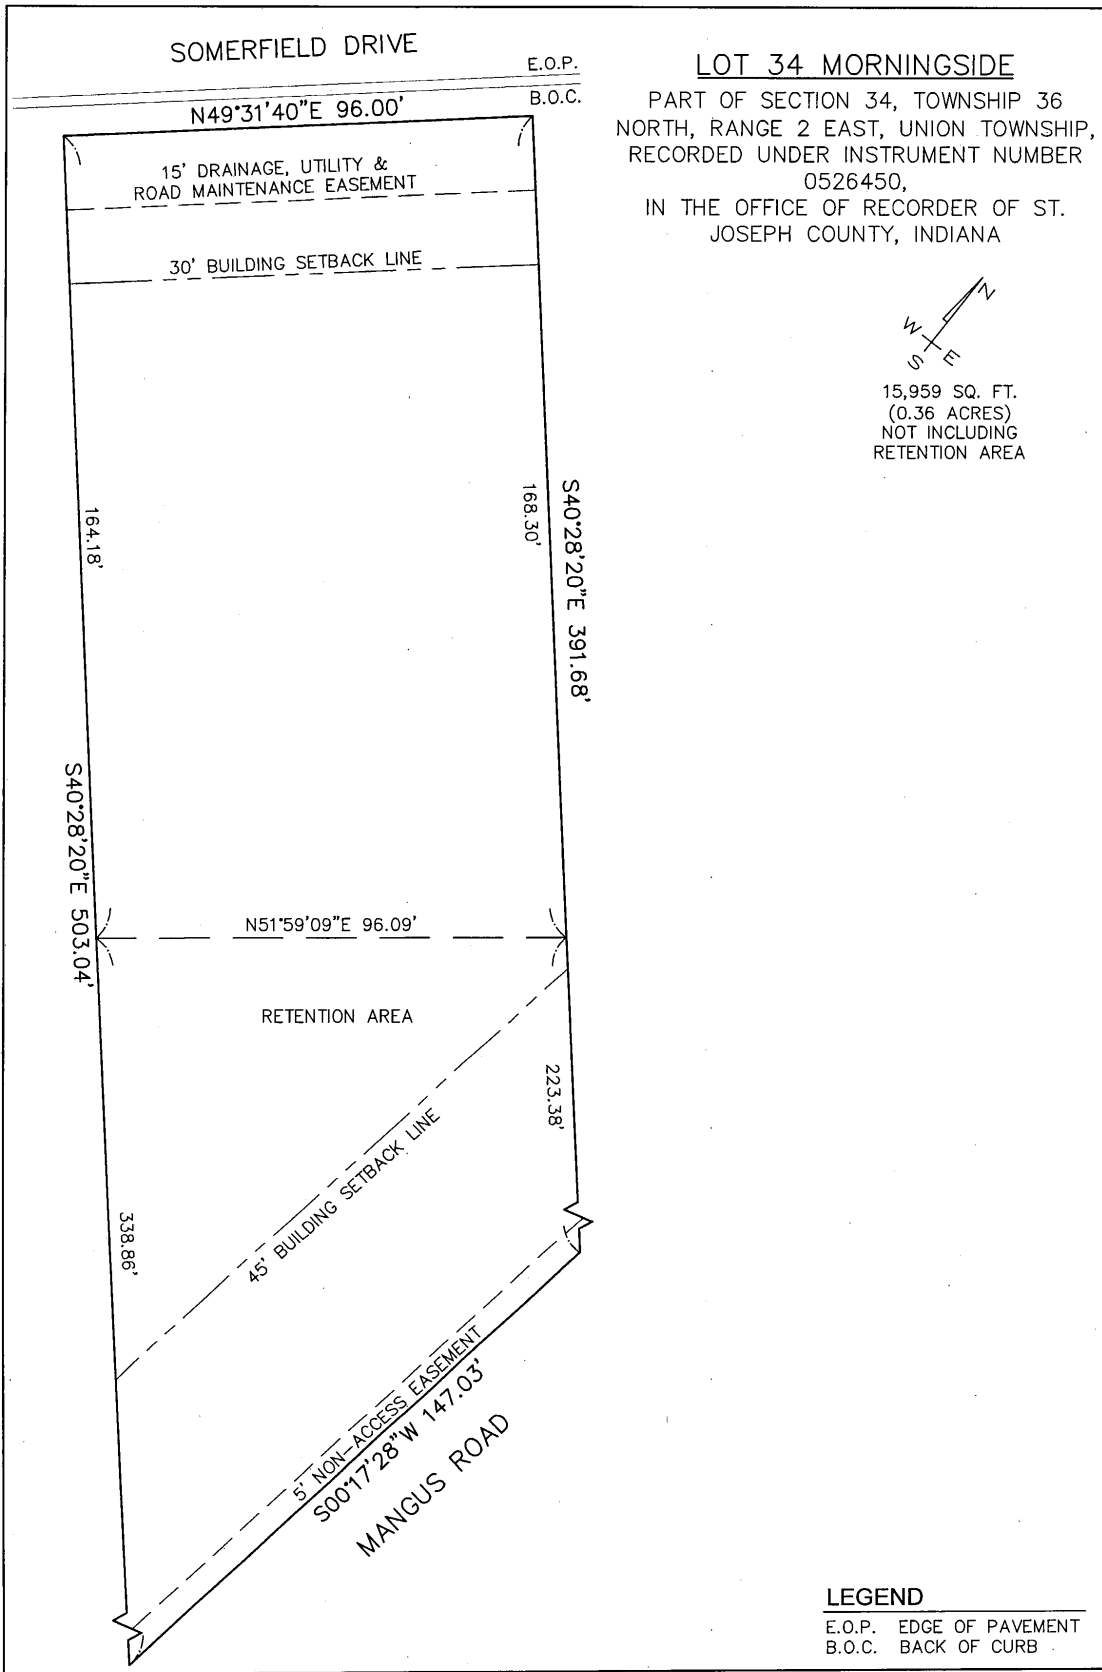 SOMERFIELD DRIVE
E.O.P.
B.O.C.
N49°31'40"E 96.00'
15' DRAINAGE, UTILITY &
ROAD MAINTENANCE EASEMENT
30' BUILDING SETBACK LINE
LOT 34 MORNINGSIDE
PART OF SECTION 34, TOWNSHIP 36
NORTH, RANGE 2 EAST, UNION TOWNSHIP,
RECORDED UNDER INSTRUMENT NUMBER
0526450,
IN THE OFFICE OF RECORDER OF ST.
JOSEPH COUNTY, INDIANA
N
W
S
E
15,959 SQ. FT.
(0.36 ACRES)
NOT INCLUDING
RETENTION AREA
164.18'
168.30'
S40°28'20"E 391.68'
S40°28'20"E 503.04'
N51°59'09"E 96.09'
RETENTION AREA
223.38'
45' BUILDING SETBACK LINE
338.86'
5' NON-ACCESS EASEMENT
S00°17'28"W 147.03'
MANGUS ROAD
LEGEND
E.O.P. EDGE OF PAVEMENT
B.O.C. BACK OF CURB